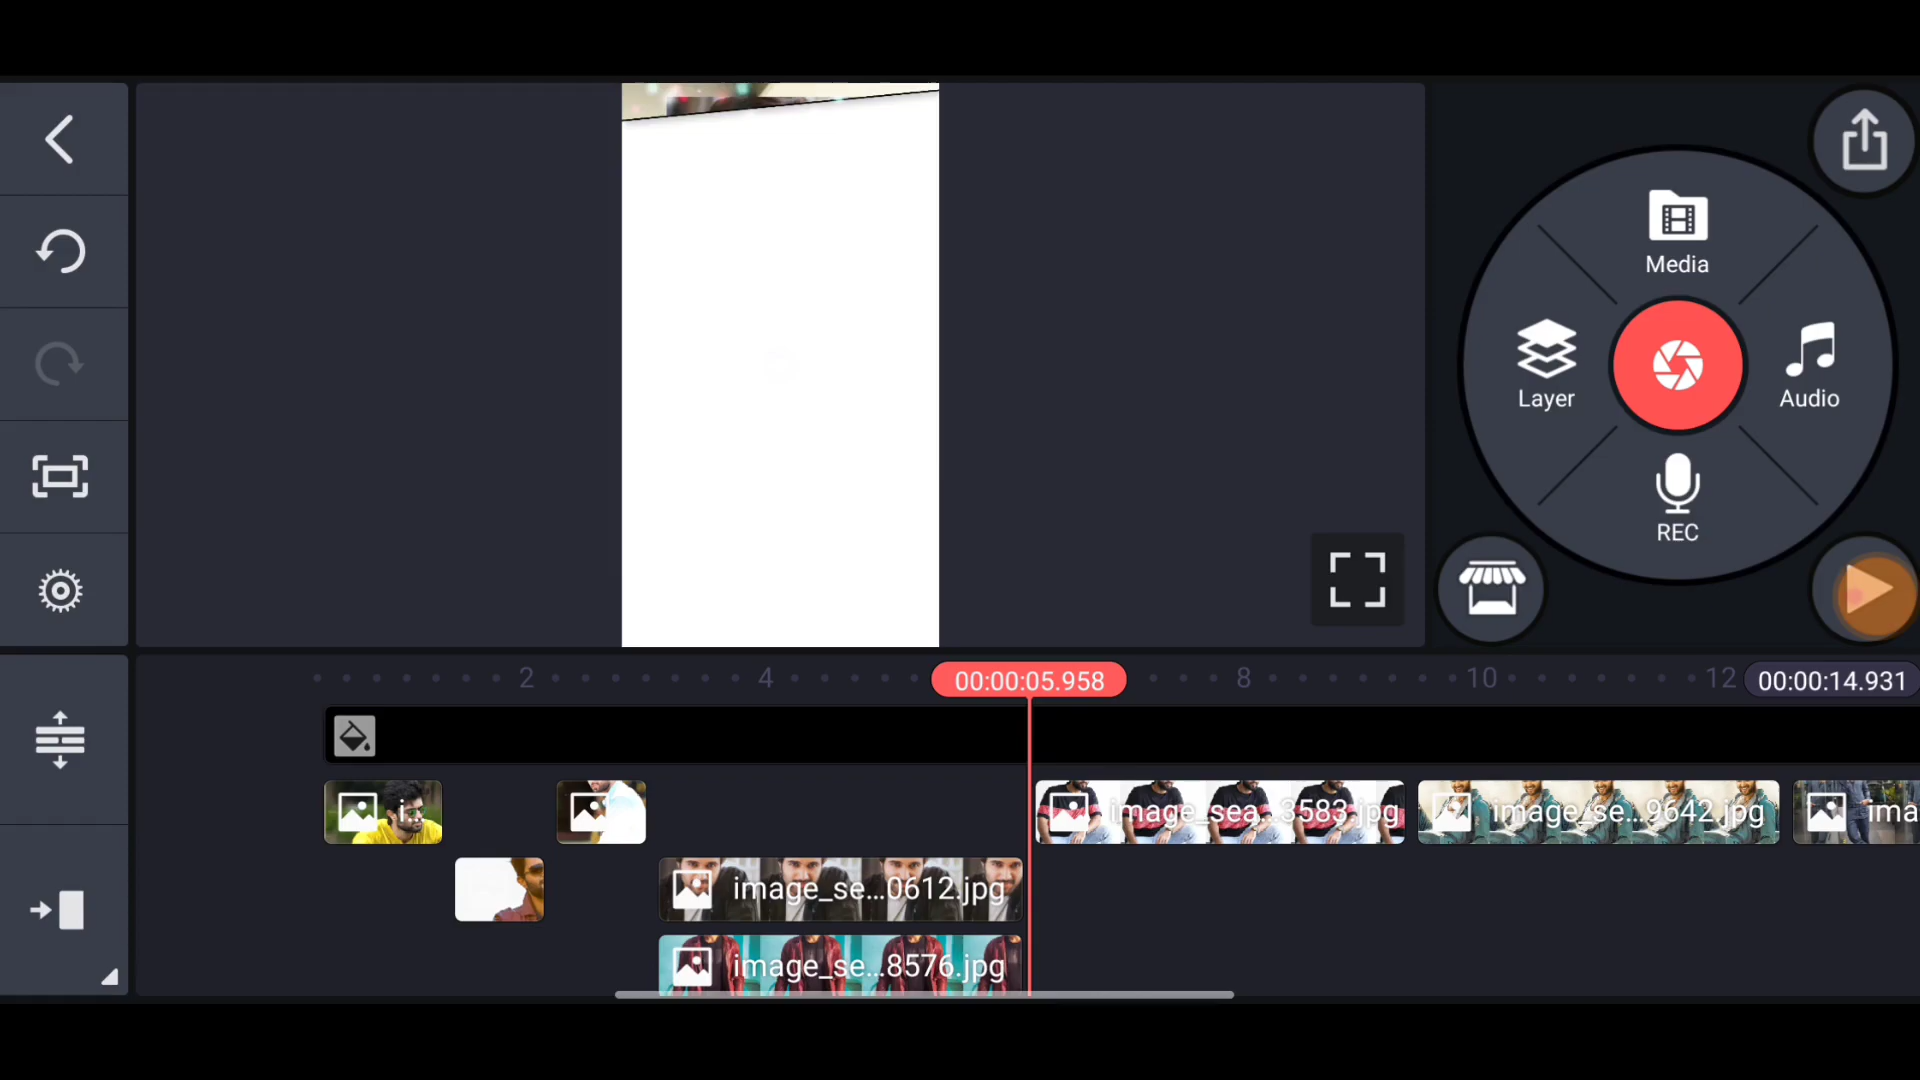 Media
Layer
Audio
REC
2
4
00:00:05.958
8
10
12
00:00:14.931
i
image_sea...3583.jpg
image_se...9642.jpg
ima
image_se...0612.jpg
image_se...8576.jpg